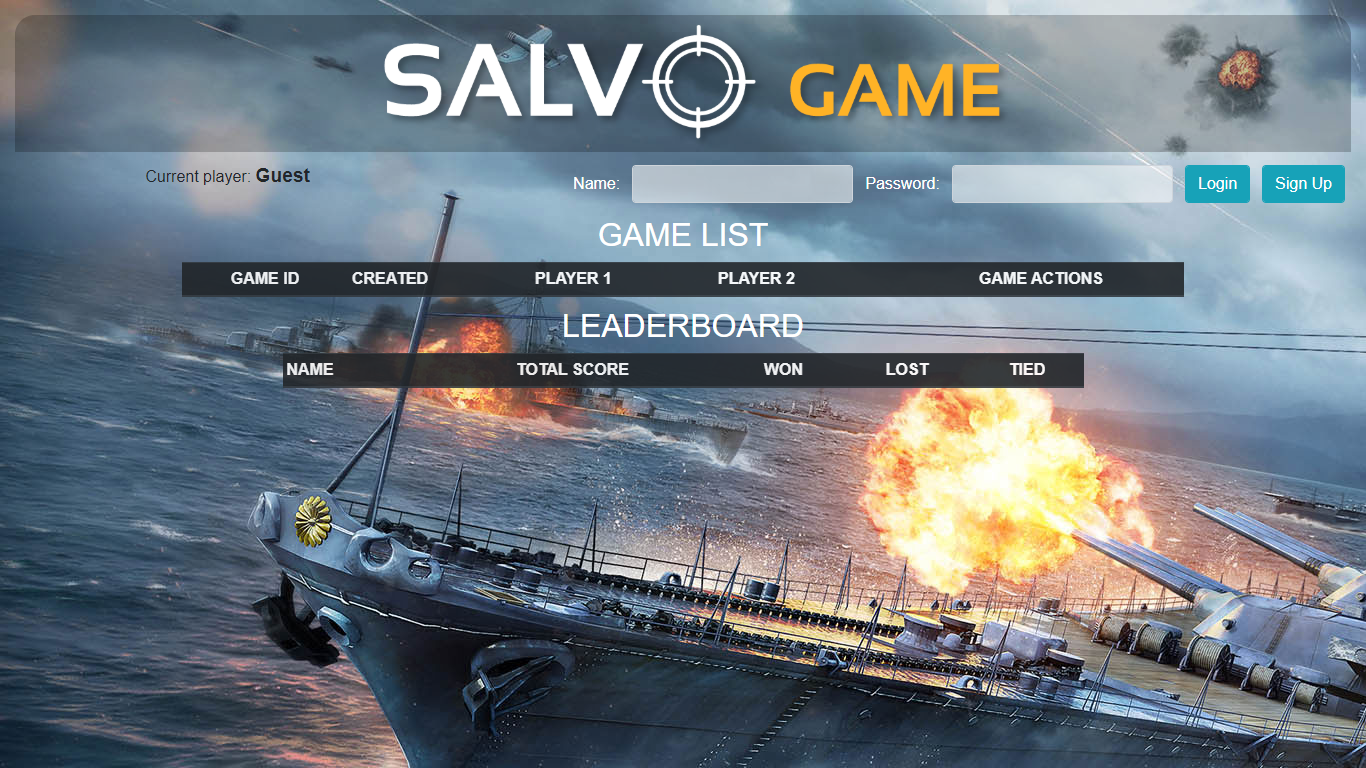 SALVO GAME
Current player: Guest
Name: Password: Login Sign Up
GAME LIST
GAME ID CREATED PLAYER 1 PLAYER 2 GAME ACTIONS
LEADERBOARD
NAME TOTAL SCORE WON LOST TIED